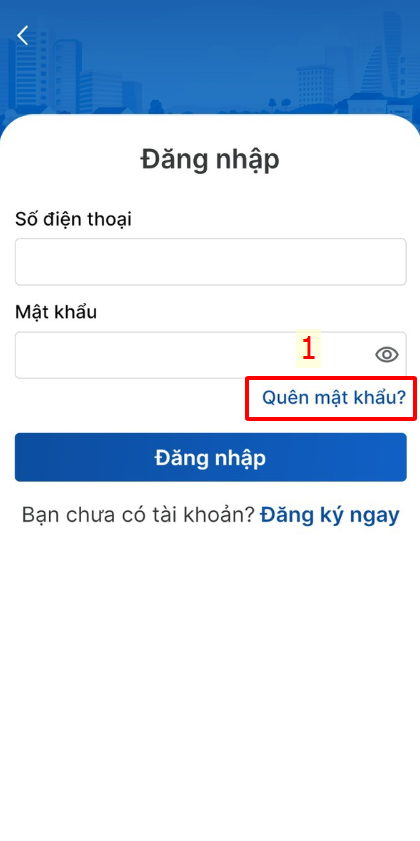 Đăng nhập
Số điện thoại
Mật khẩu
1
Quên mật khẩu?
Đăng nhập
Bạn chưa có tài khoản? Đăng ký ngay